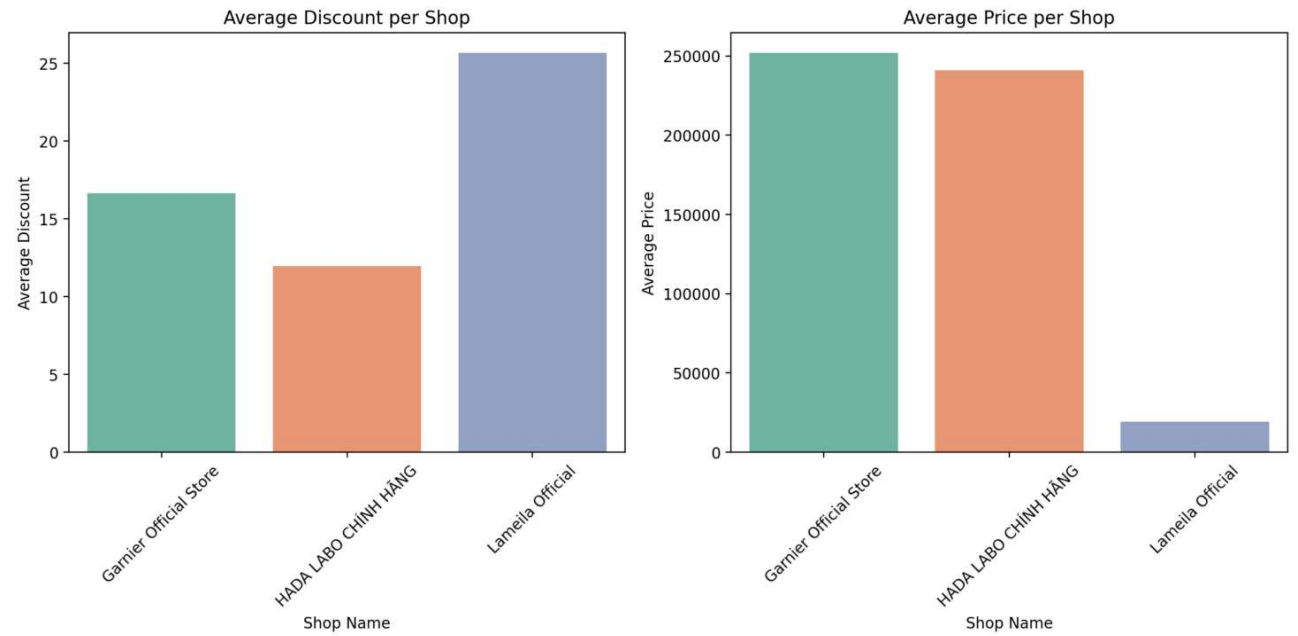 Average Discount per Shop
Average Discount
25
20
15
10
5
0
Garnier Official Store
HADA LABO CHÍNH HÃNG
Lameila Official
Shop Name
Average Price per Shop
Average Price
250000
200000
150000
100000
50000
0
Garnier Official Store
HADA LABO CHÍNH HÃNG
Lameila Official
Shop Name